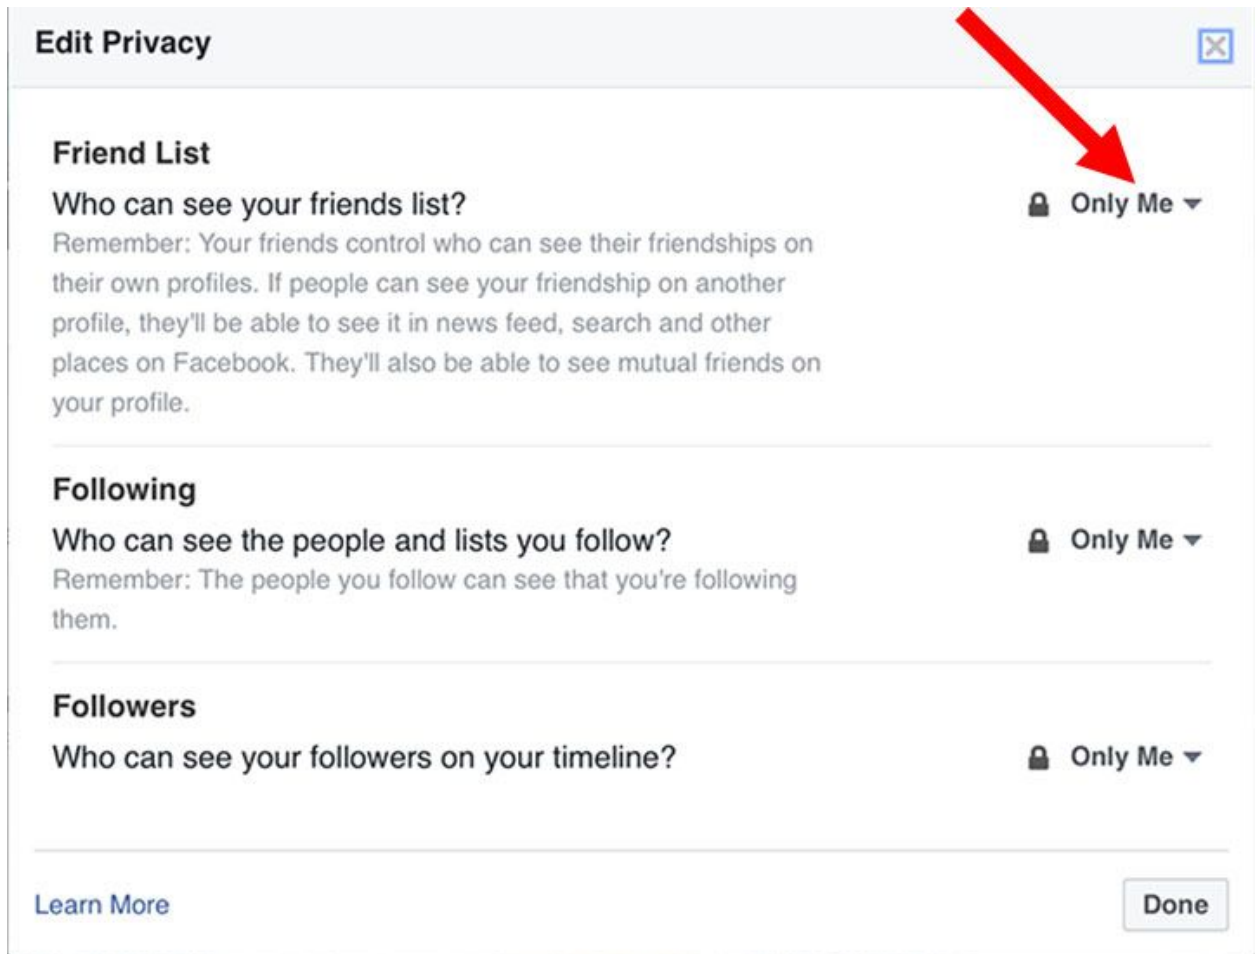 Edit Privacy
Friend List
Who can see your friends list?
Only Me
Remember: Your friends control who can see their friendships on
their own profiles. If people can see your friendship on another
profile, they'll be able to see it in news feed, search and other
places on Facebook. They'll also be able to see mutual friends on
your profile.
Following
Who can see the people and lists you follow?
Only Me
Remember: The people you follow can see that you're following
them.
Followers
Who can see your followers on your timeline?
Only Me
Learn More
Done